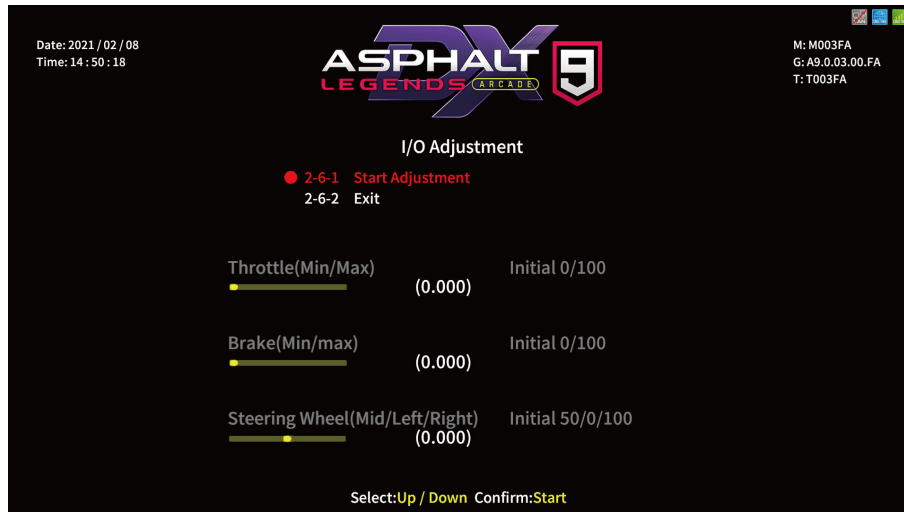 Date: 2021 / 02 / 08
Time: 14 : 50 : 18
ASPHALT 9
DX
LEGENDS ARCADE
M: M003FA
G: A9.0.03.00.FA
T: T003FA
I/O Adjustment
2-6-1 Start Adjustment
2-6-2 Exit
Throttle(Min/Max) Initial 0/100
(0.000)
Brake(Min/max) Initial 0/100
(0.000)
Steering Wheel(Mid/Left/Right) Initial 50/0/100
(0.000)
Select:Up / Down Confirm:Start